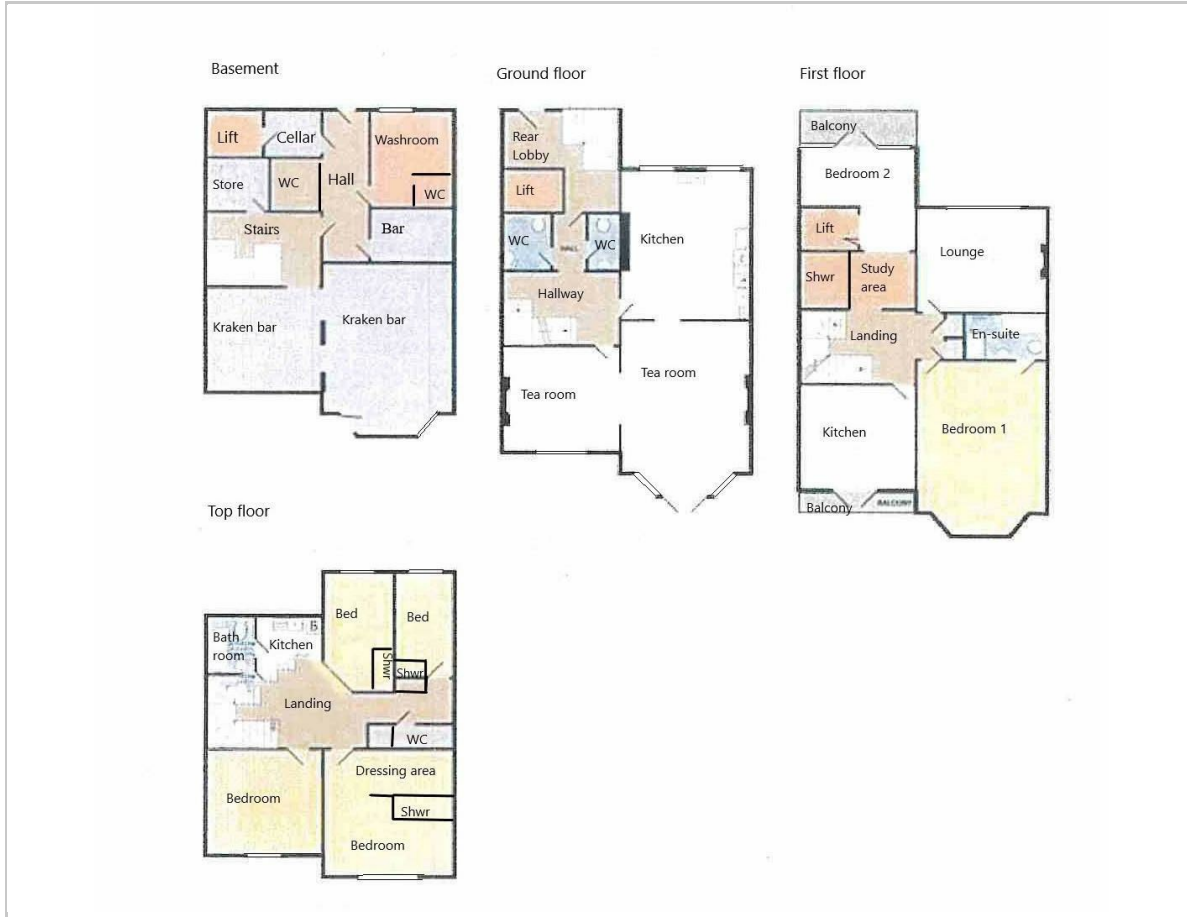 Basement
Lift
Cellar
Washroom
Store
WC
Hall
WC
Stairs
Bar
Kraken bar
Kraken bar
Ground floor
Rear
Lobby
Lift
WC
HALL
WC
Kitchen
Hallway
Tea room
Tea room
First floor
Balcony
Bedroom 2
Lift
Lounge
Shwr
Study
area
Landing
En-suite
Kitchen
Bedroom 1
Balcony
BALCONY
Top floor
Bed
Bed
Bath
room
Kitchen
B
Shwr
Shwr
Landing
WC
Dressing area
Bedroom
Shwr
Bedroom